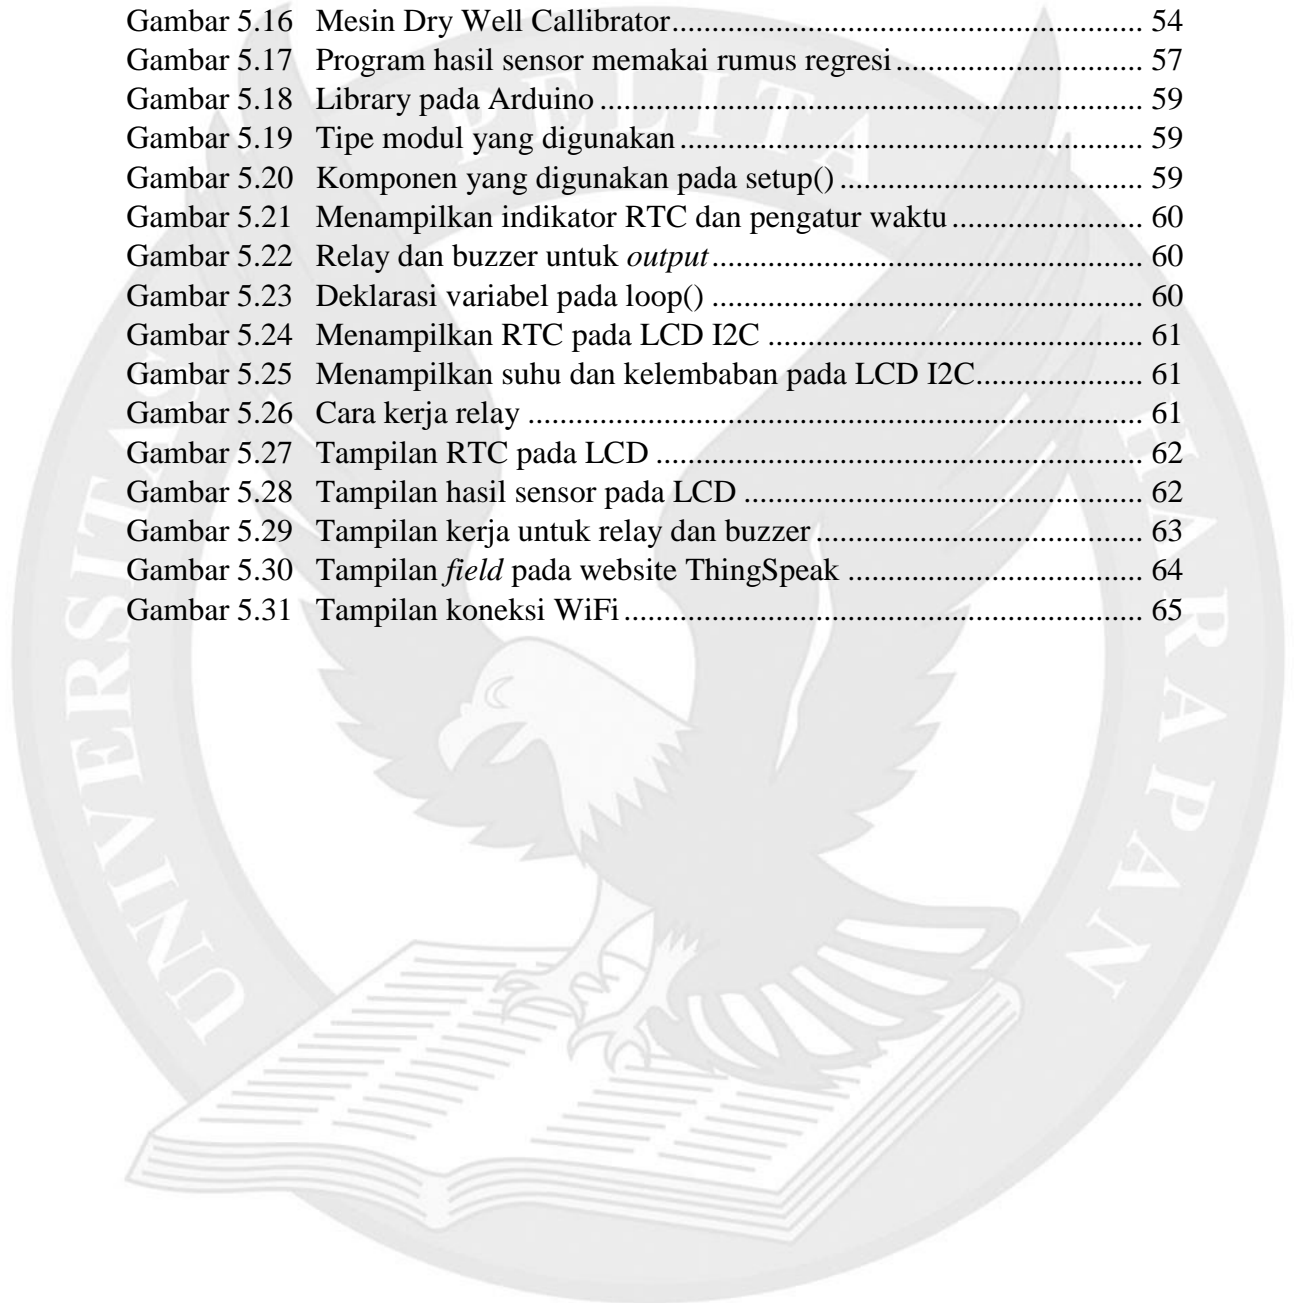 Gambar 5.16 Mesin Dry Well Callibrator.......................................................... 54
Gambar 5.17 Program hasil sensor memakai rumus regresi.............................. 57
Gambar 5.18 Library pada Arduino.................................................................... 59
Gambar 5.19 Tipe modul yang digunakan.......................................................... 59
Gambar 5.20 Komponen yang digunakan pada setup()...................................... 59
Gambar 5.21 Menampilkan indikator RTC dan pengatur waktu........................ 60
Gambar 5.22 Relay dan buzzer untuk output...................................................... 60
Gambar 5.23 Deklarasi variabel pada loop()...................................................... 60
Gambar 5.24 Menampilkan RTC pada LCD I2C............................................... 61
Gambar 5.25 Menampilkan suhu dan kelembaban pada LCD I2C..................... 61
Gambar 5.26 Cara kerja relay............................................................................. 61
Gambar 5.27 Tampilan RTC pada LCD............................................................. 62
Gambar 5.28 Tampilan hasil sensor pada LCD.................................................. 62
Gambar 5.29 Tampilan kerja untuk relay dan buzzer......................................... 63
Gambar 5.30 Tampilan field pada website ThingSpeak..................................... 64
Gambar 5.31 Tampilan koneksi WiFi................................................................. 65
UNIVERSITAS PELITA HARAPAN